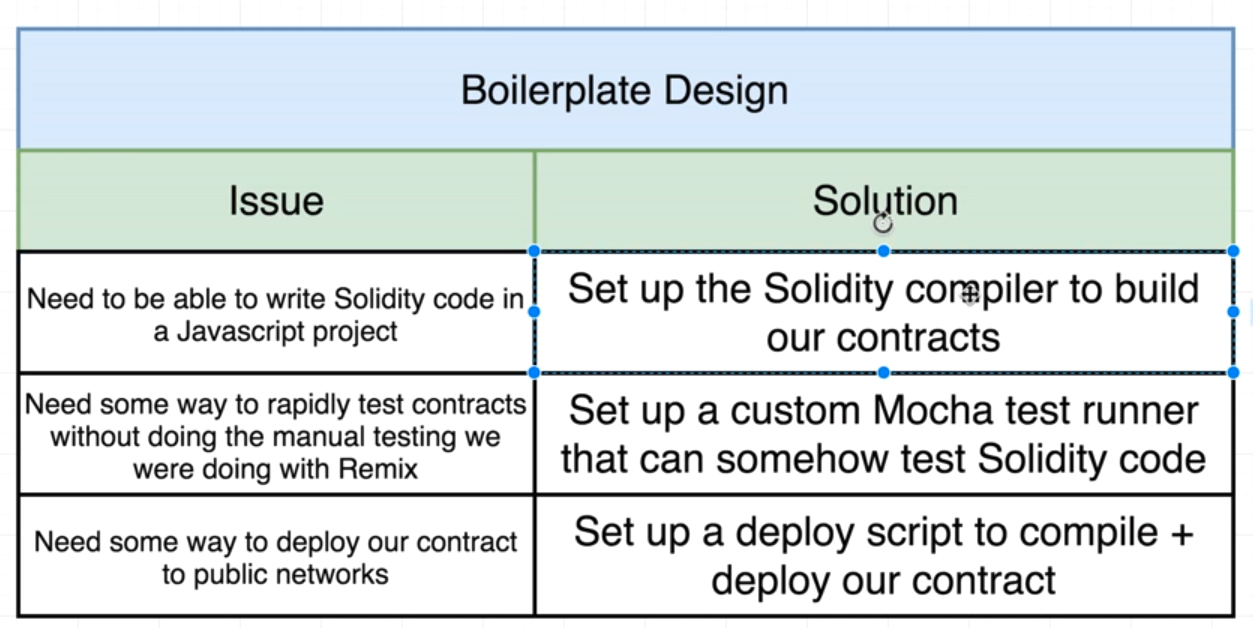 Boilerplate Design
Issue
Solution
Need to be able to write Solidity code in
a Javascript project
Set up the Solidity compiler to build
our contracts
Need some way to rapidly test contracts
without doing the manual testing we
were doing with Remix
Set up a custom Mocha test runner
that can somehow test Solidity code
Need some way to deploy our contract
to public networks
Set up a deploy script to compile +
deploy our contract